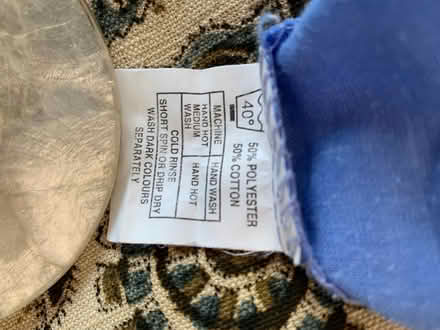 40°
50% POLYESTER
50% COTTON
MACHINE
HAND HOT
MEDIUM
WASH
HAND WASH
HAND HOT
COLD RINSE
SHORT SPIN OR DRIP DRY
WASH DARK COLOURS
SEPARATELY